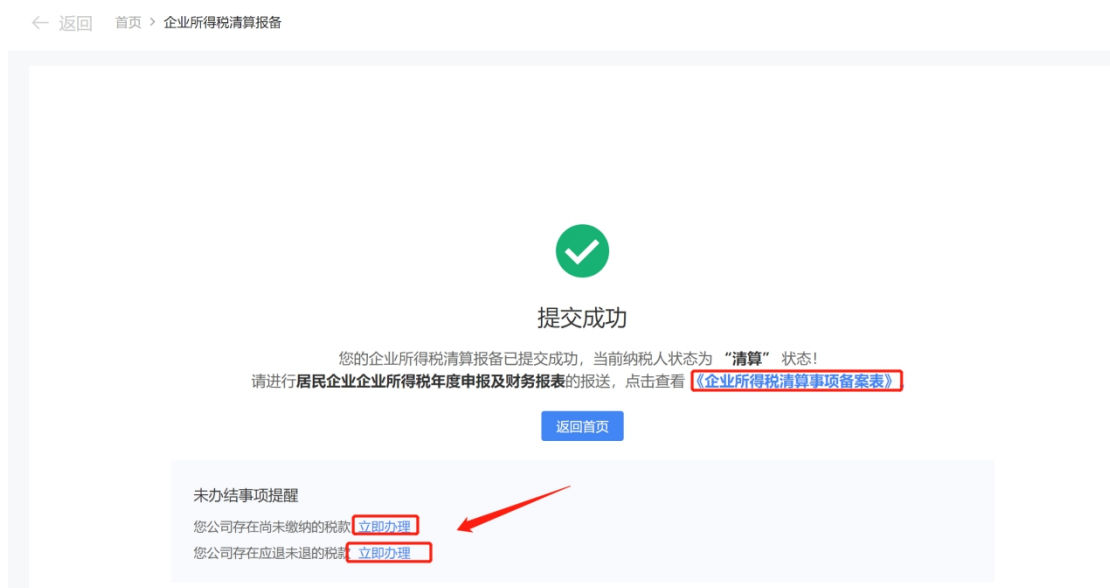 ← 返回 首页 > 企业所得税清算报备
提交成功
您的企业所得税清算报备已提交成功，当前纳税人状态为 “清算” 状态！
请进行居民企业企业所得税年度申报及财务报表的报送，点击查看 《企业所得税清算事项备案表》
返回首页
未办结事项提醒
您公司存在尚未缴纳的税款 立即办理
您公司存在应退未退的税款 立即办理